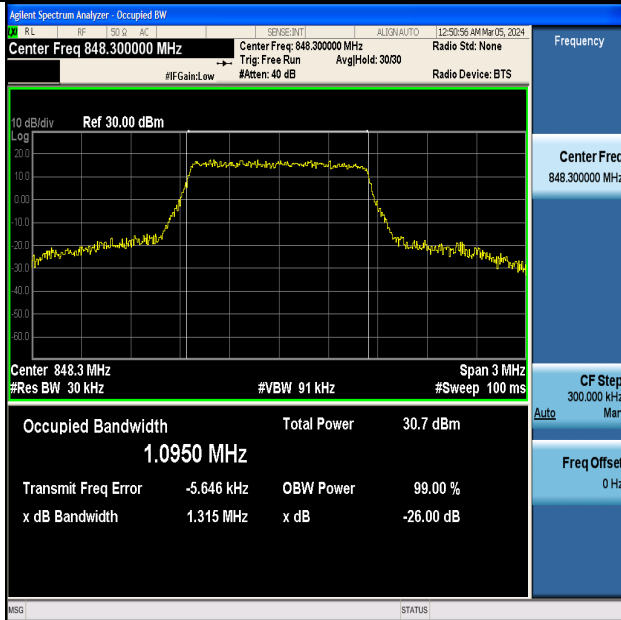 Agilent Spectrum Analyzer - Occupied BW
LXI RL RF 50 Ω AC SENSE:INT ALIGN AUTO 12:50:56 AM Mar 05, 2024
Center Freq 848.300000 MHz
Center Freq: 848.300000 MHz
Radio Std: None
Trig: Free Run Avg|Hold: 30/30
#IFGain:Low
#Atten: 40 dB
Radio Device: BTS
10 dB/div Ref 30.00 dBm
Log
20.0
10.0
0.00
-10.0
-20.0
-30.0
-40.0
-50.0
-60.0
Center 848.3 MHz Span 3 MHz
#Res BW 30 kHz #VBW 91 kHz #Sweep 100 ms
Occupied Bandwidth Total Power 30.7 dBm
1.0950 MHz
Transmit Freq Error -5.646 kHz OBW Power 99.00 %
x dB Bandwidth 1.315 MHz x dB -26.00 dB
MSG STATUS
Frequency
Center Freq
848.300000 MHz
CF Step
300.000 kHz
Auto Man
Freq Offset
0 Hz